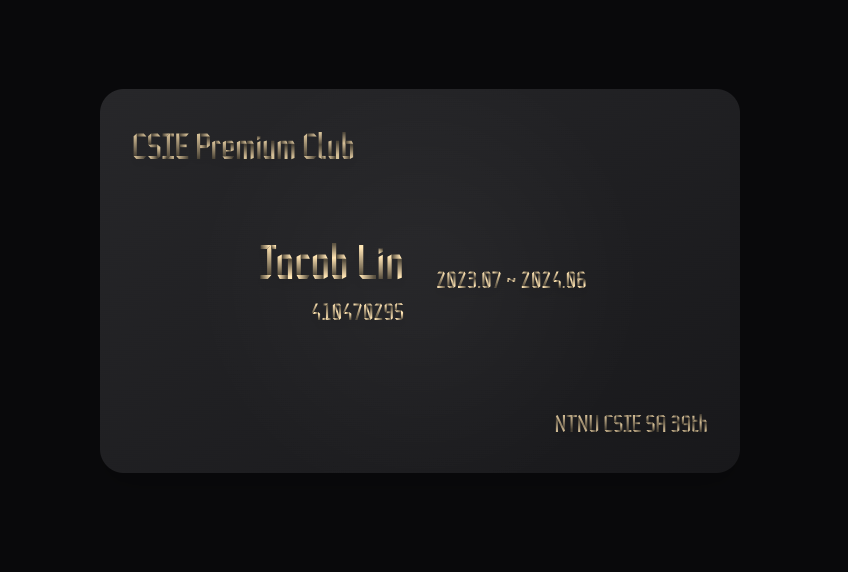 CSIE Premium Club
Jacob Lin
410470295
2023.07 ~ 2024.06
NTNU CSIE SA 39th